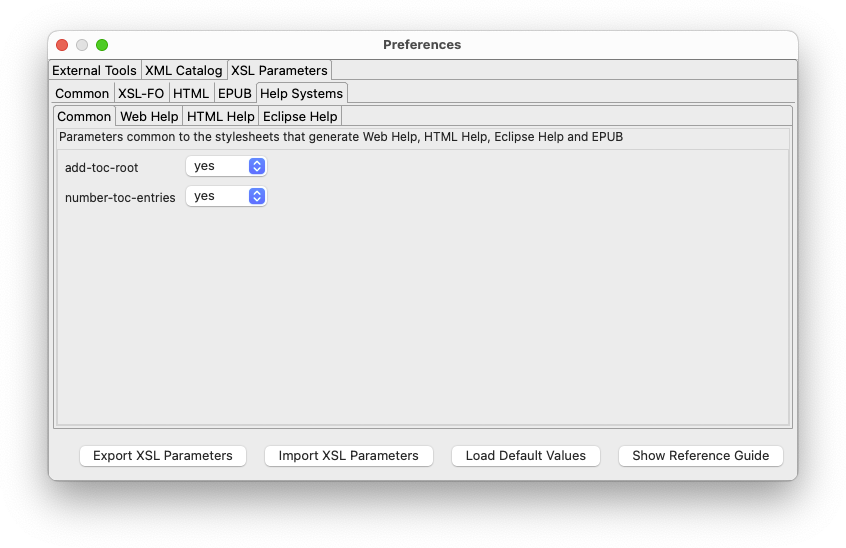 Preferences
External Tools XML Catalog XSL Parameters
Common XSL-FO HTML EPUB Help Systems
Common Web Help HTML Help Eclipse Help
Parameters common to the stylesheets that generate Web Help, HTML Help, Eclipse Help and EPUB
add-toc-root yes
number-toc-entries yes
Export XSL Parameters Import XSL Parameters Load Default Values Show Reference Guide